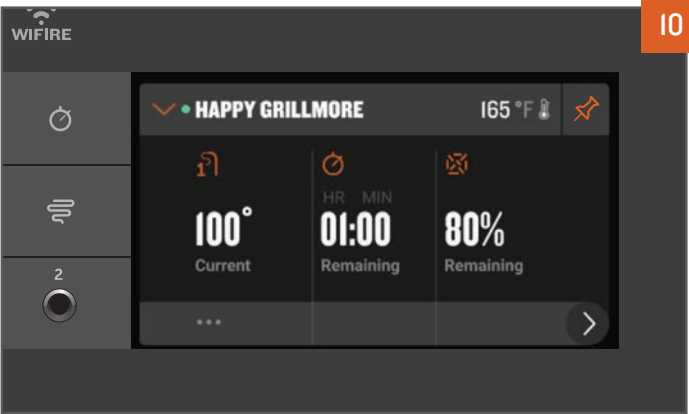 10
WIFIRE
HAPPY GRILLMORE 165 °F
1
HR MIN
100° 01:00 80%
Current Remaining Remaining
2